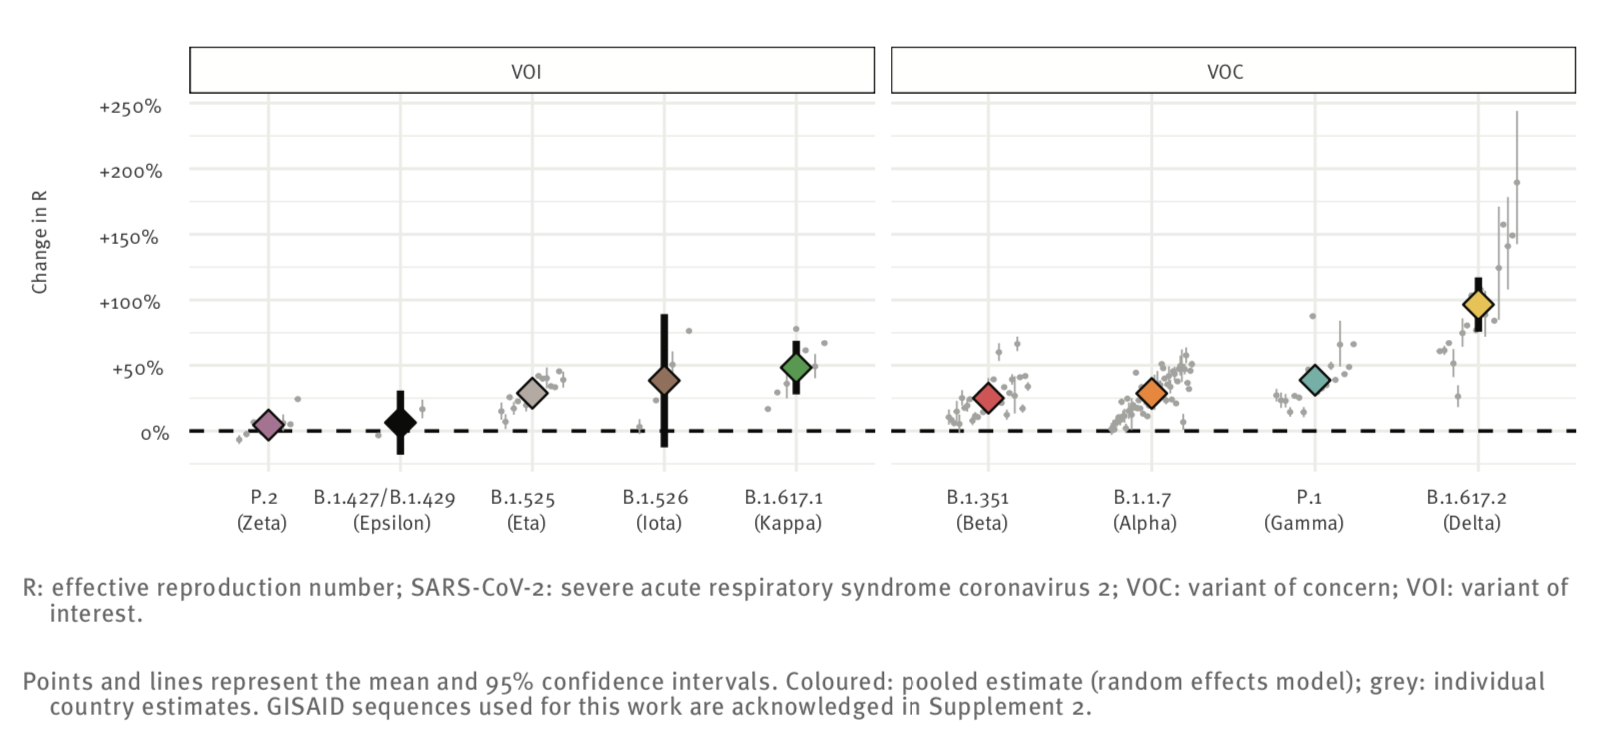 VOI
VOC
+250%
+200%
+150%
+100%
+50%
0%
Change in R
P.2
(Zeta)
B.1.427/B.1.429
(Epsilon)
B.1.525
(Eta)
B.1.526
(Iota)
B.1.617.1
(Kappa)
B.1.351
(Beta)
B.1.1.7
(Alpha)
P.1
(Gamma)
B.1.617.2
(Delta)
R: effective reproduction number; SARS-CoV-2: severe acute respiratory syndrome coronavirus 2; VOC: variant of concern; VOI: variant of
interest.
Points and lines represent the mean and 95% confidence intervals. Coloured: pooled estimate (random effects model); grey: individual
country estimates. GISAID sequences used for this work are acknowledged in Supplement 2.